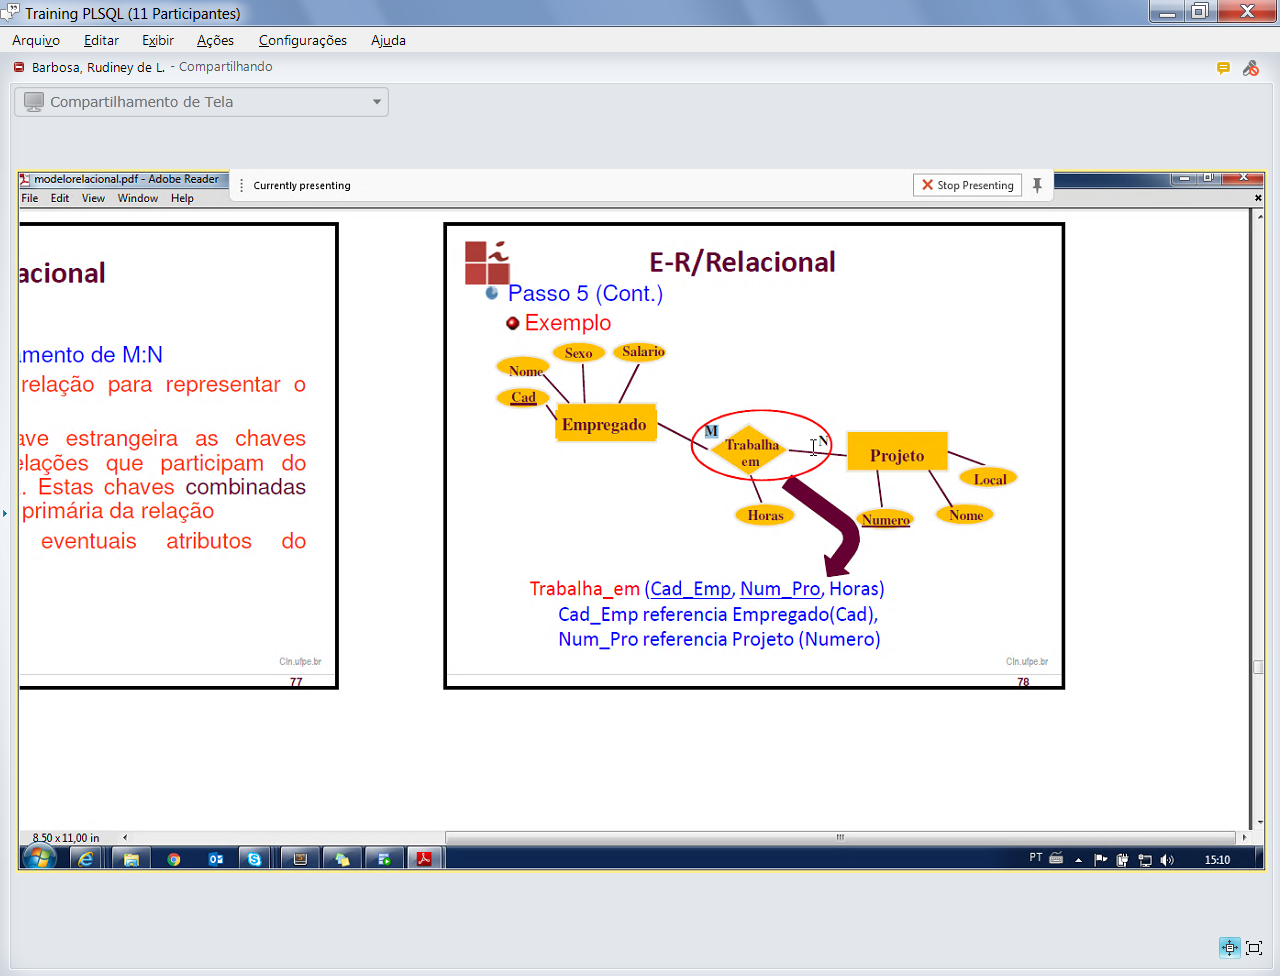 Training PLSQL (11 Participantes)
Arquivo Editar Exibir Ações Configurações Ajuda
Barbosa, Rudiney de L. - Compartilhando
Compartilhamento de Tela
modelorelacional.pdf - Adobe Reader
Currently presenting
Stop Presenting
File Edit View Window Help
acional
amento de M:N
relação para representar o
ave estrangeira as chaves
elações que participam do
. Estas chaves combinadas
primária da relação
eventuais atributos do
CIn.ufpe.br
77
E-R/Relacional
Passo 5 (Cont.)
Exemplo
Nome
Sexo
Salario
Cad
Empregado
M
Trabalha
em
N
Projeto
Horas
Numero
Nome
Local
Trabalha_em (Cad_Emp, Num_Pro, Horas)
Cad_Emp referencia Empregado(Cad),
Num_Pro referencia Projeto (Numero)
CIn.ufpe.br
78
8,50 x 11,00 in
PT
15:10